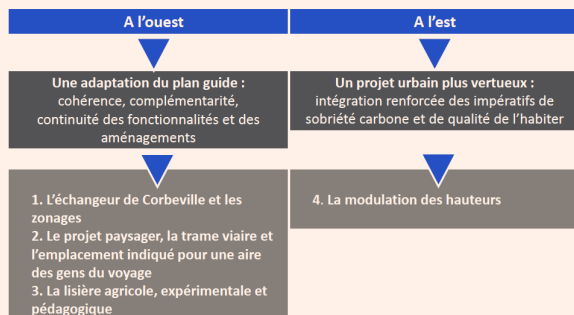 A l’ouest
Une adaptation du plan guide :
cohérence, complémentarité,
continuité des fonctionnalités et des
aménagements
1. L’échangeur de Corbeville et les
zonages
2. Le projet paysager, la trame viaire et
l’emplacement indiqué pour une aire
des gens du voyage
3. La lisière agricole, expérimentale et
pédagogique
A l’est
Un projet urbain plus vertueux :
intégration renforcée des impératifs de
sobriété carbone et de qualité de l’habiter
4. La modulation des hauteurs